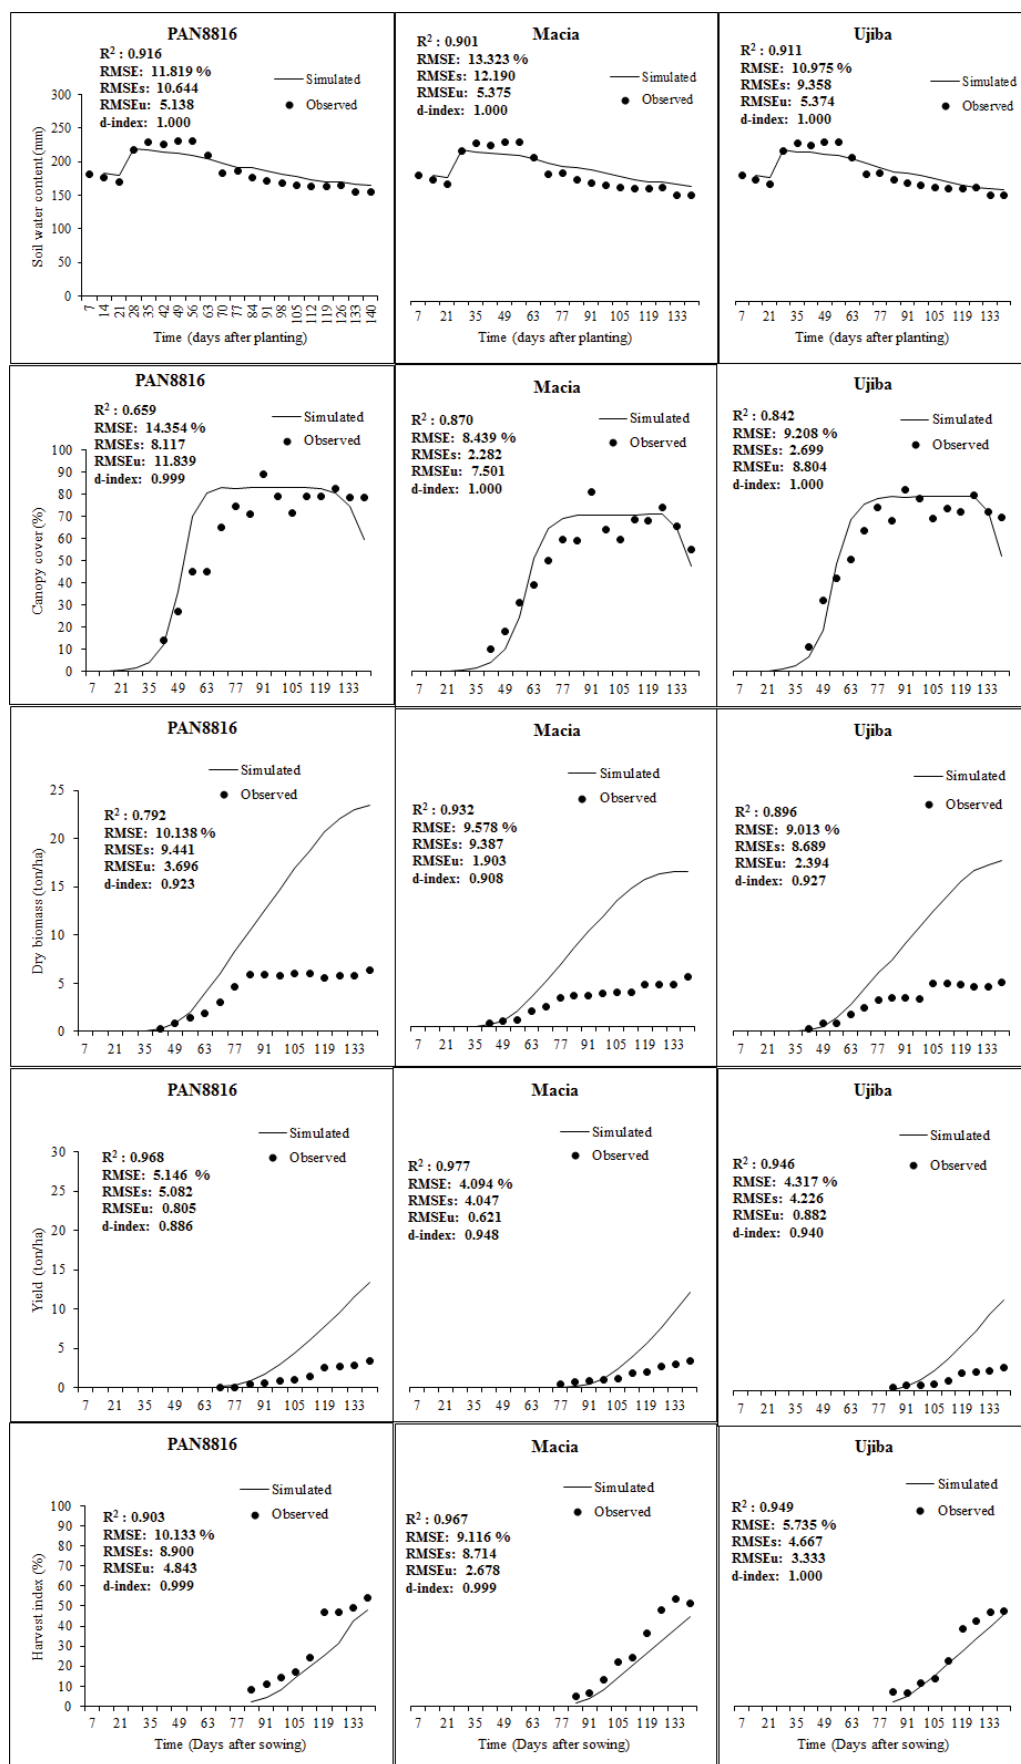 PAN8816
R² : 0.916
RMSE: 11.819 %
RMSEs: 10.644
RMSEu: 5.138
d-index: 1.000
Simulated
Observed
300
250
200
150
100
50
0
Soil water content (mm)
7 14 21 28 35 42 49 56 63 70 77 84 91 98 105 112 119 126 133 140
Time (days after planting)
Macia
R² : 0.901
RMSE: 13.323 %
RMSEs: 12.190
RMSEu: 5.375
d-index: 1.000
Simulated
Observed
7 21 35 49 63 77 91 105 119 133
Time (days after planting)
Ujiba
R² : 0.911
RMSE: 10.975 %
RMSEs: 9.358
RMSEu: 5.374
d-index: 1.000
Simulated
Observed
7 21 35 49 63 77 91 105 119 133
Time (days after planting)
PAN8816
R² : 0.659
RMSE: 14.354 %
RMSEs: 8.117
RMSEu: 11.839
d-index: 0.999
Simulated
Observed
100
90
80
70
60
50
40
30
20
10
0
Canopy cover (%)
7 21 35 49 63 77 91 105 119 133
Macia
R² : 0.870
RMSE: 8.439 %
RMSEs: 2.282
RMSEu: 7.501
d-index: 1.000
Simulated
Observed
7 21 35 49 63 77 91 105 119 133
Ujiba
R² : 0.842
RMSE: 9.208 %
RMSEs: 2.699
RMSEu: 8.804
d-index: 1.000
Simulated
Observed
7 21 35 49 63 77 91 105 119 133
PAN8816
Simulated
Observed
R² : 0.792
RMSE: 10.138 %
RMSEs: 9.441
RMSEu: 3.696
d-index: 0.923
25
20
15
10
5
0
Dry biomass (ton/ha)
7 21 35 49 63 77 91 105 119 133
Macia
Simulated
Observed
R² : 0.932
RMSE: 9.578 %
RMSEs: 9.387
RMSEu: 1.903
d-index: 0.908
7 21 35 49 63 77 91 105 119 133
Ujiba
Simulated
Observed
R² : 0.896
RMSE: 9.013 %
RMSEs: 8.689
RMSEu: 2.394
d-index: 0.927
7 21 35 49 63 77 91 105 119 133
PAN8816
Simulated
Observed
R² : 0.968
RMSE: 5.146 %
RMSEs: 5.082
RMSEu: 0.805
d-index: 0.886
30
25
20
15
10
5
0
Yield (ton/ha)
7 21 35 49 63 77 91 105 119 133
Macia
Simulated
Observed
R² : 0.977
RMSE: 4.094 %
RMSEs: 4.047
RMSEu: 0.621
d-index: 0.948
7 21 35 49 63 77 91 105 119 133
Ujiba
Simulated
Observed
R² : 0.946
RMSE: 4.317 %
RMSEs: 4.226
RMSEu: 0.882
d-index: 0.940
7 21 35 49 63 77 91 105 119 133
PAN8816
Simulated
Observed
R² : 0.903
RMSE: 10.133 %
RMSEs: 8.900
RMSEu: 4.843
d-index: 0.999
100
90
80
70
60
50
40
30
20
10
0
Harvest index (%)
7 21 35 49 63 77 91 105 119 133
Time (Days after sowing)
Macia
Simulated
Observed
R² : 0.967
RMSE: 9.116 %
RMSEs: 8.714
RMSEu: 2.678
d-index: 0.999
7 21 35 49 63 77 91 105 119 133
Time (Days after sowing)
Ujiba
Simulated
Observed
R² : 0.949
RMSE: 5.735 %
RMSEs: 4.667
RMSEu: 3.333
d-index: 1.000
7 21 35 49 63 77 91 105 119 133
Time (Days after sowing)